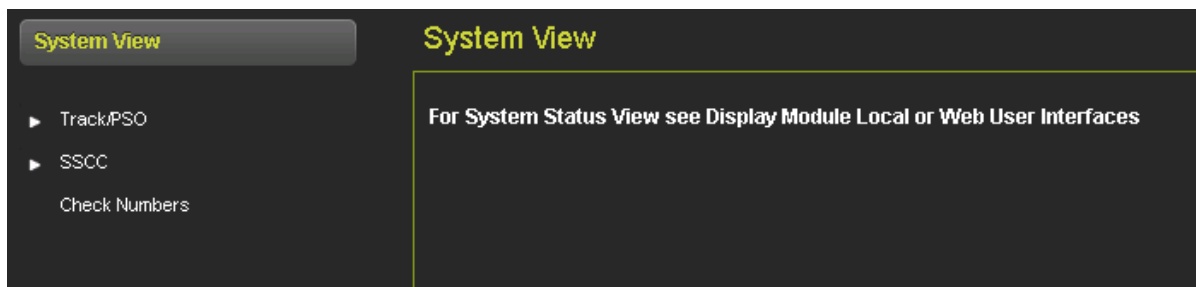 System View
Track/PSO
SSCC
Check Numbers
System View
For System Status View see Display Module Local or Web User Interfaces